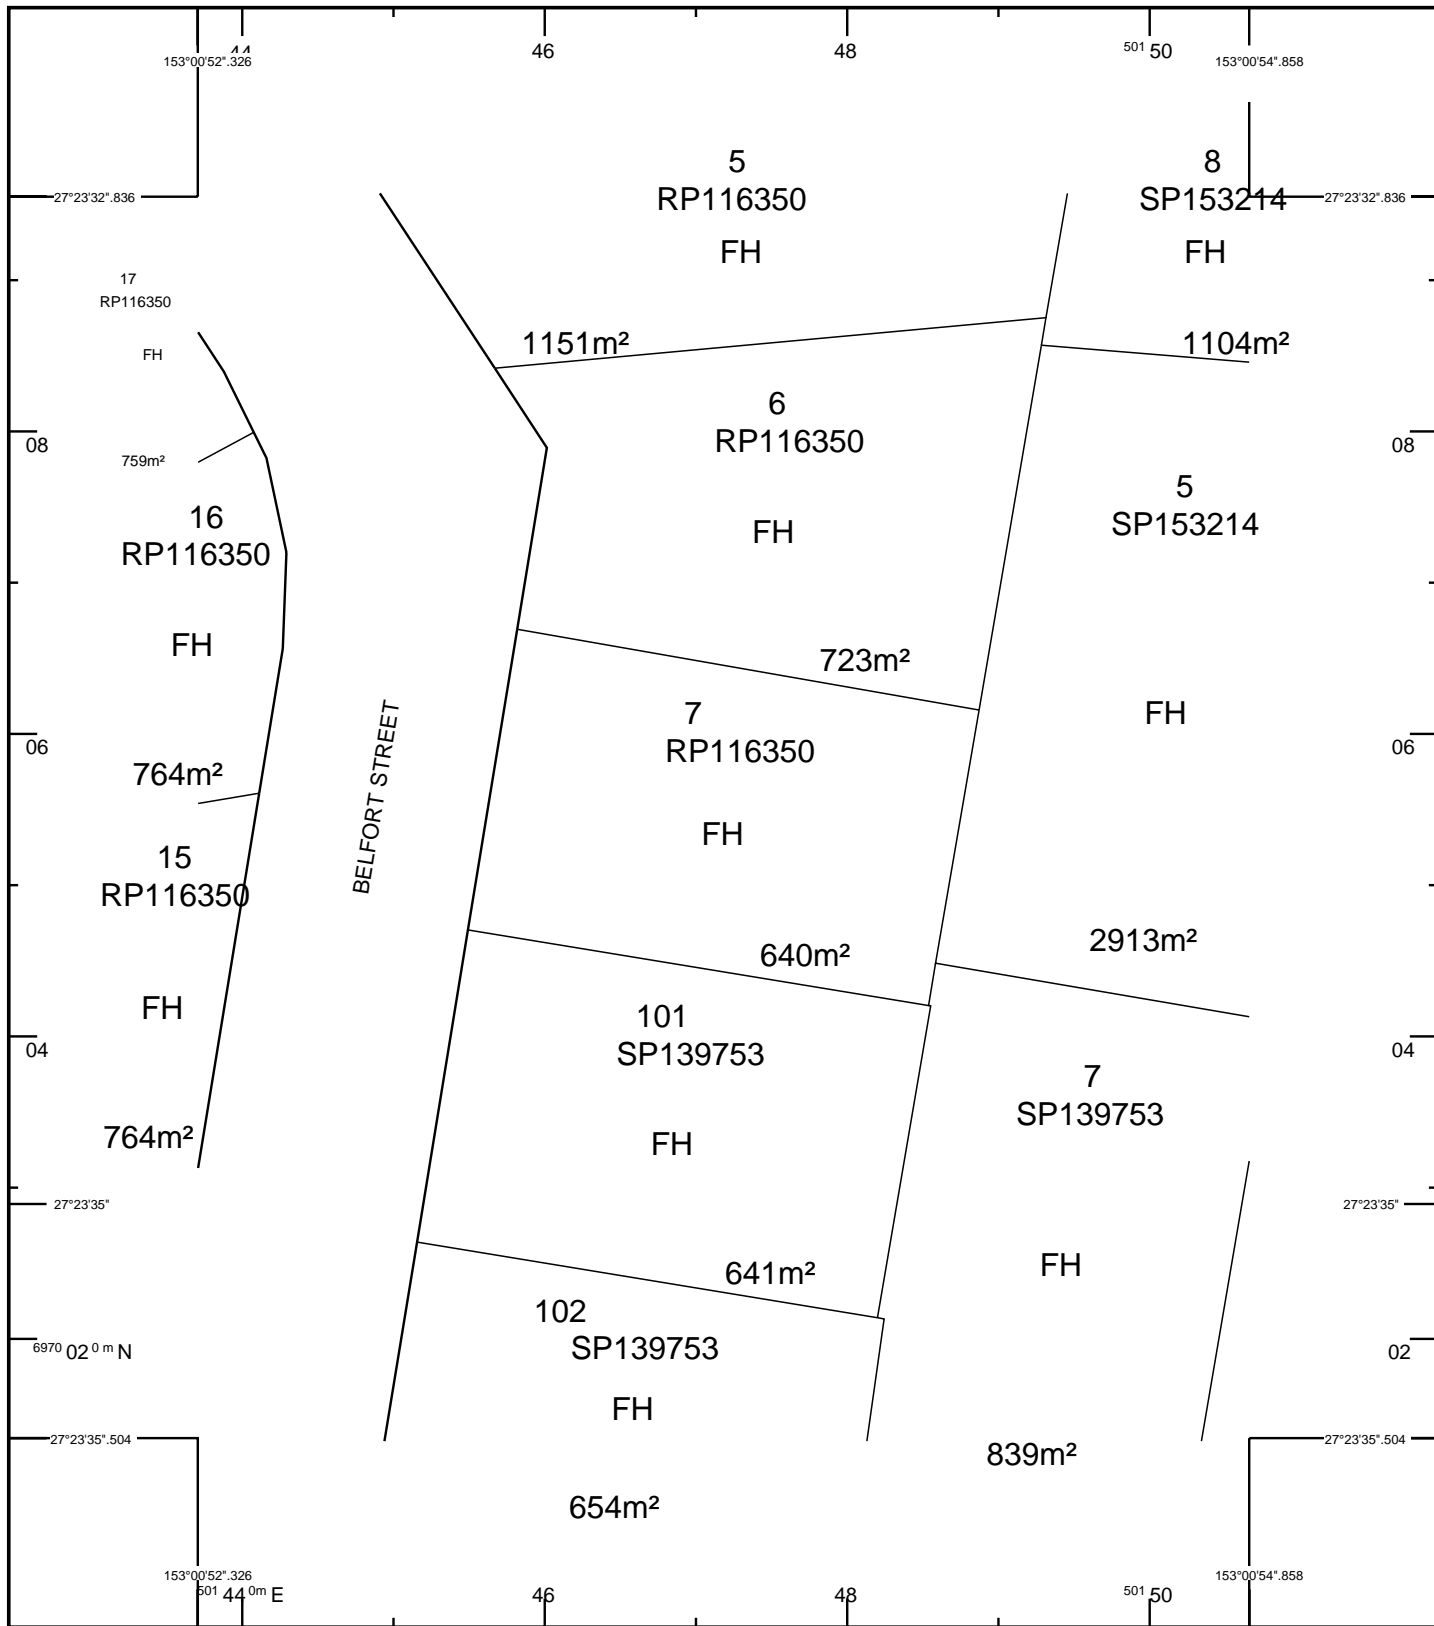 44
46
48
501 50
153°00'52".326
153°00'54".858
5
RP116350
FH
8
SP153214
FH
27°23'32".836
27°23'32".836
17
RP116350
FH
1151m²
1104m²
6
RP116350
FH
08
08
759m²
16
RP116350
FH
5
SP153214
FH
723m²
7
RP116350
FH
BELFORT STREET
06
06
764m²
15
RP116350
FH
640m²
2913m²
101
SP139753
FH
04
04
7
SP139753
FH
764m²
27°23'35"
27°23'35"
641m²
102
SP139753
FH
6970 02 0 m N
02
27°23'35".504
27°23'35".504
839m²
654m²
153°00'52".326
153°00'54".858
501 44 0m E
46
48
501 50